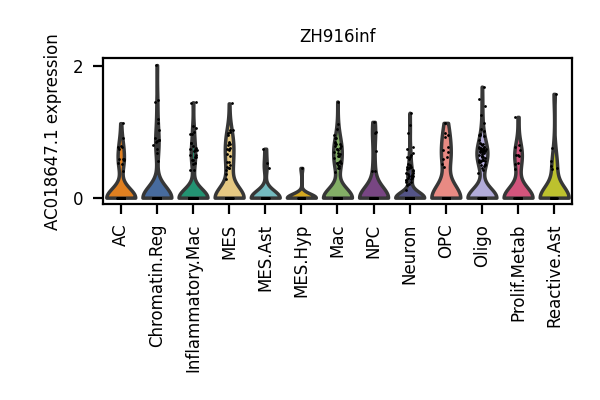 ZH916inf
AC018647.1 expression
2
0
AC
Chromatin.Reg
Inflammatory.Mac
MES
MES.Ast
MES.Hyp
Mac
NPC
Neuron
OPC
Oligo
Prolif.Metab
Reactive.Ast